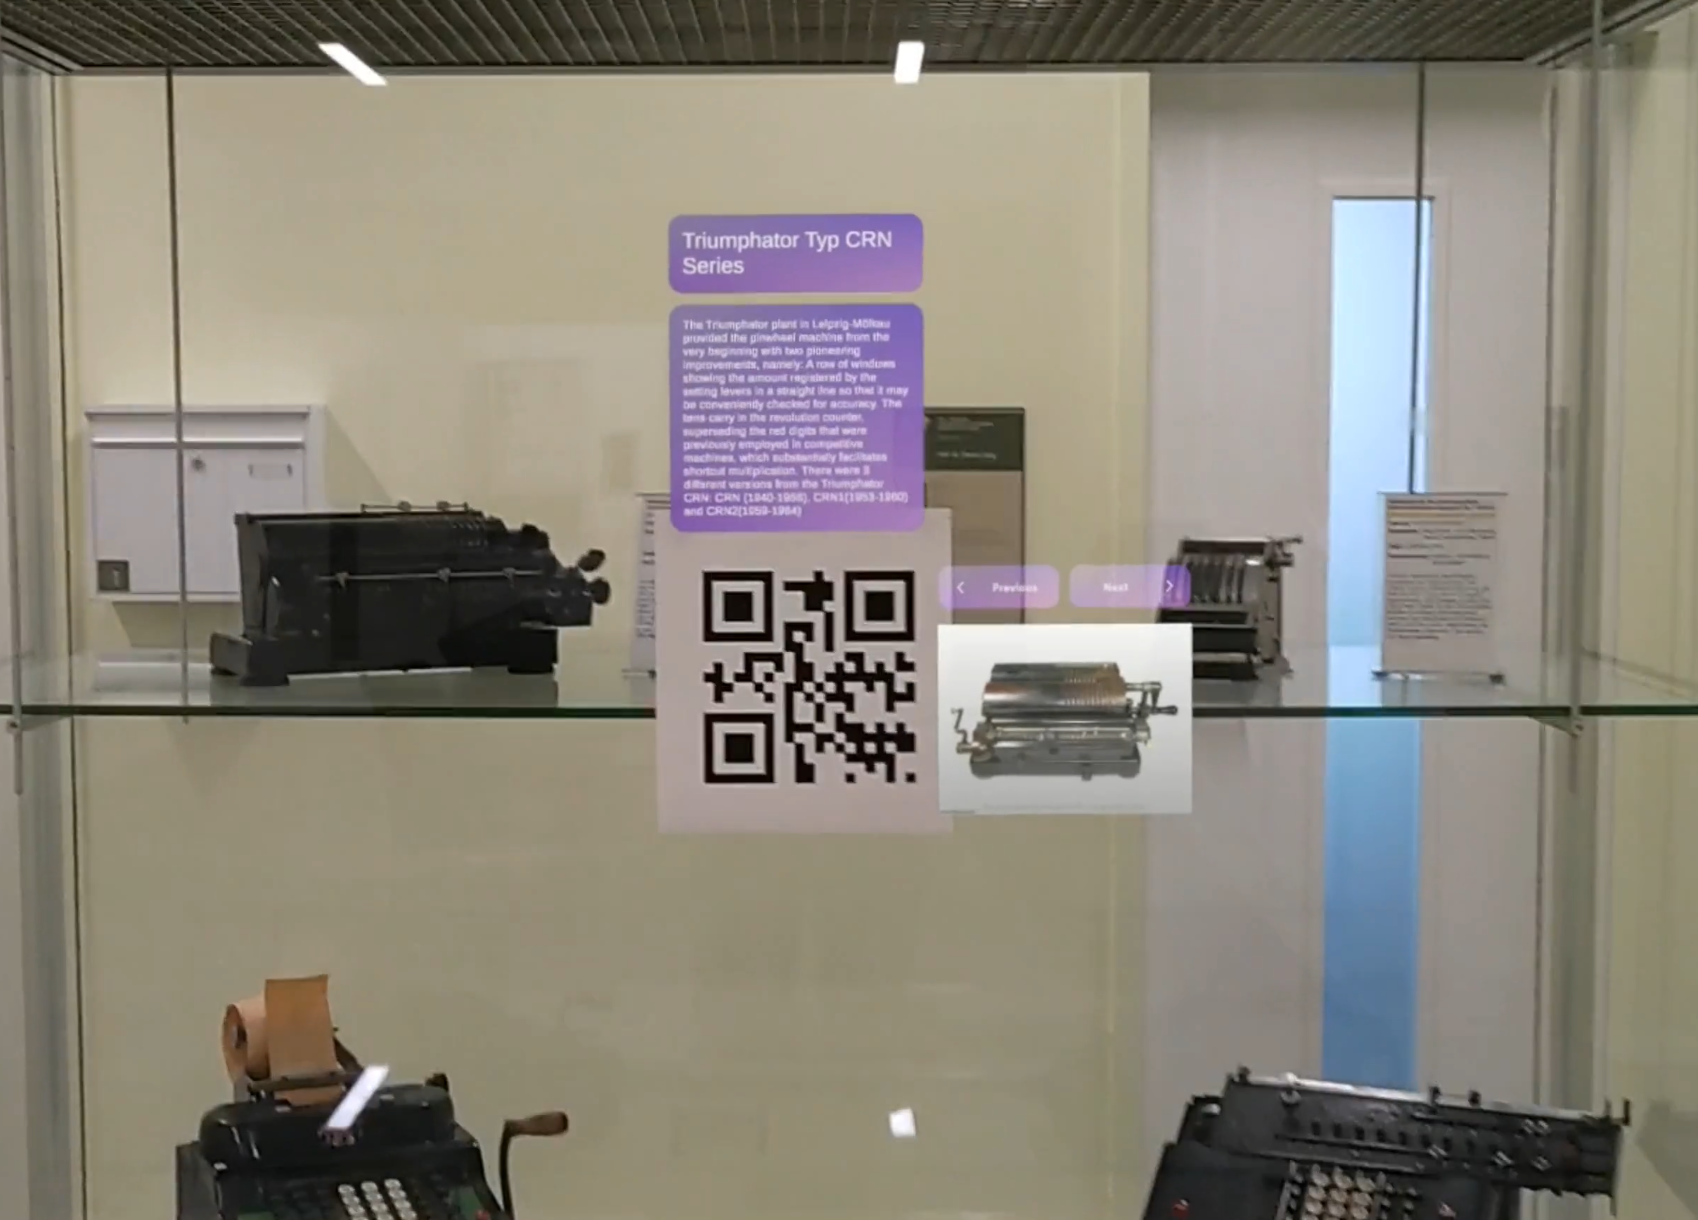 Triumphator Typ CRN
Series
The Triumphator plant in Leipzig-Mölkau
provided the pinwheel machine from the
very beginning with two pioneering
improvements, namely: A row of windows
showing the amount registered by the
setting levers in a straight line so that it may
be conveniently checked for accuracy. The
tens carry in the revolution counter,
superseding the red digits that were
previously employed in competitive
machines, which substantially facilitates
shortcut multiplication. There were 3
different versions from the Triumphator
CRN: CRN (1940-1958), CRN1(1953-1960)
and CRN2(1959-1964)
Previous
Next